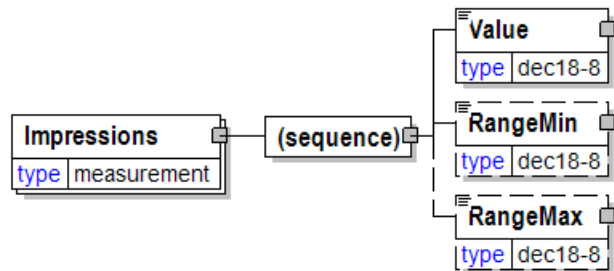 Value
type dec18-8
Impressions
type measurement
(sequence)
RangeMin
type dec18-8
RangeMax
type dec18-8